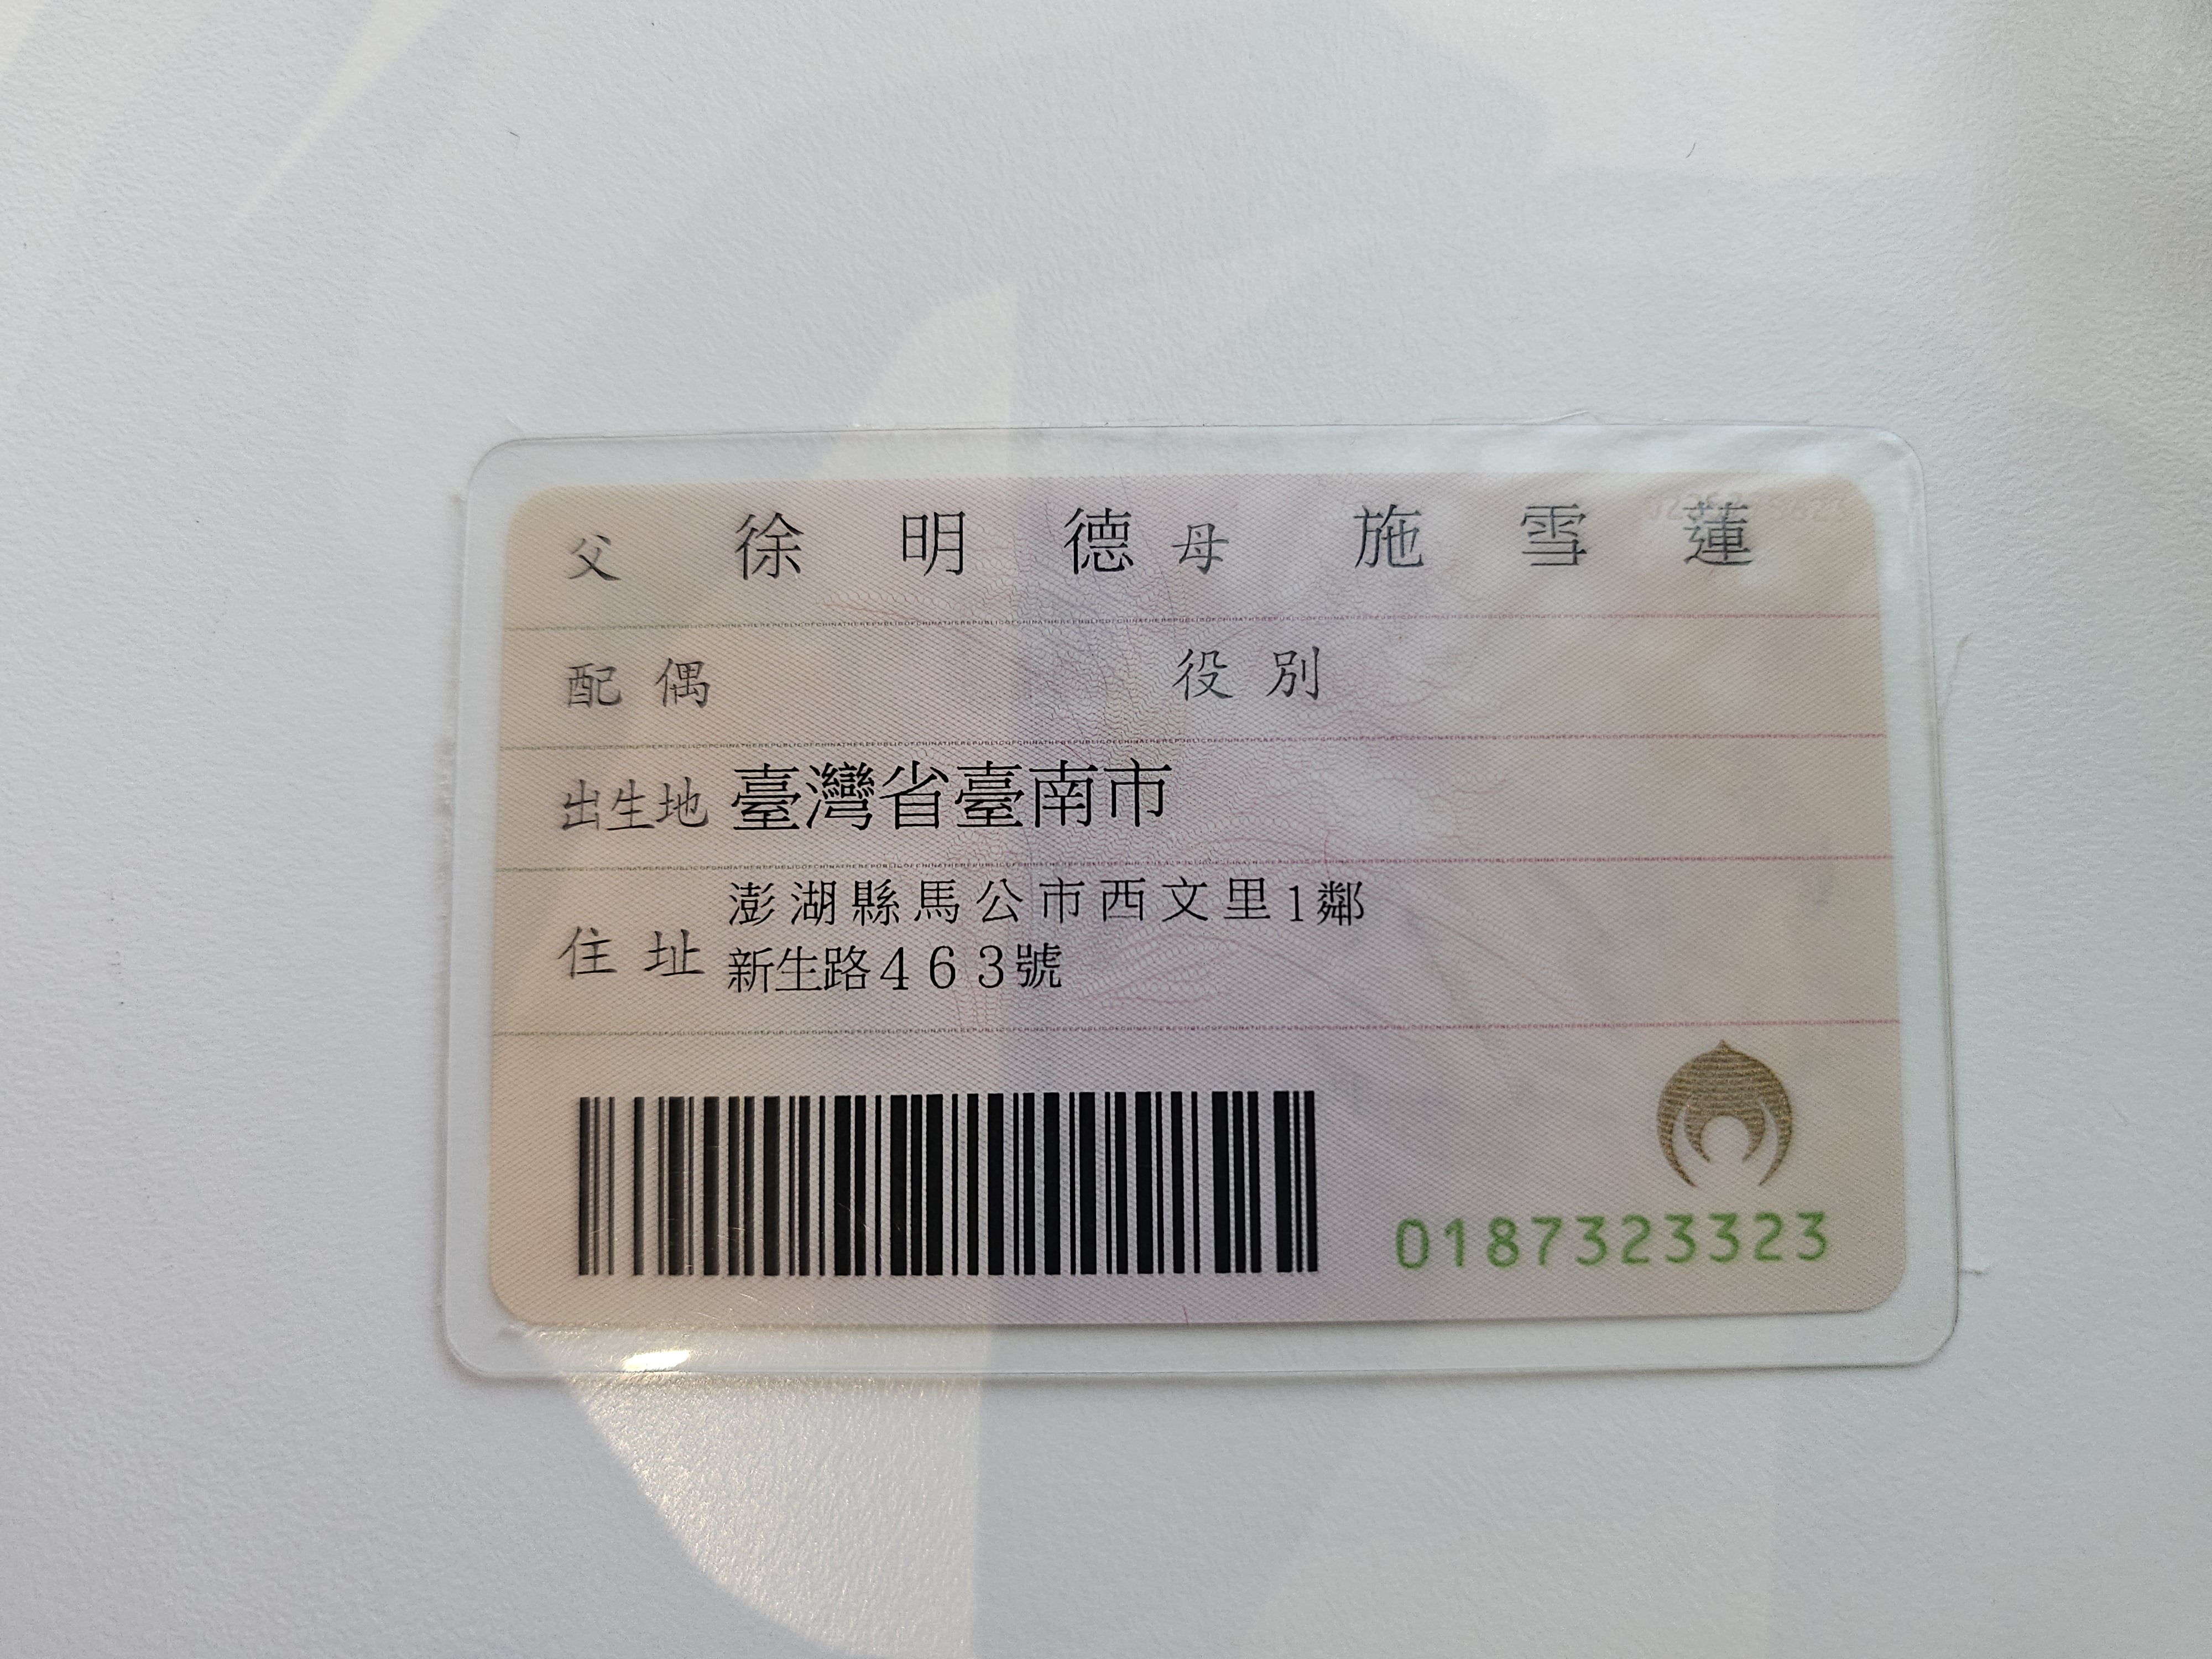 父 徐明德 母 施雪蓮
配偶 役別
出生地 臺灣省臺南市
住址 澎湖縣馬公市西文里1鄰
新生路463號
0187323323